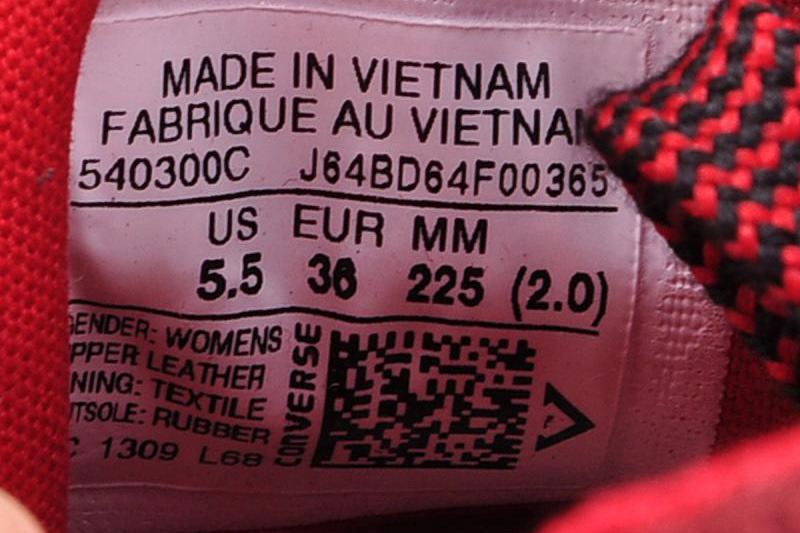 MADE IN VIETNAM
FABRIQUE AU VIETNA
540300C J64BD64F00365
US EUR MM
5.5 36 225 (2.0)
GENDER: WOMENS
PPER: LEATHER
NING: TEXTILE
UTSOLE: RUBBER
C 1309 L68
CONVERSE